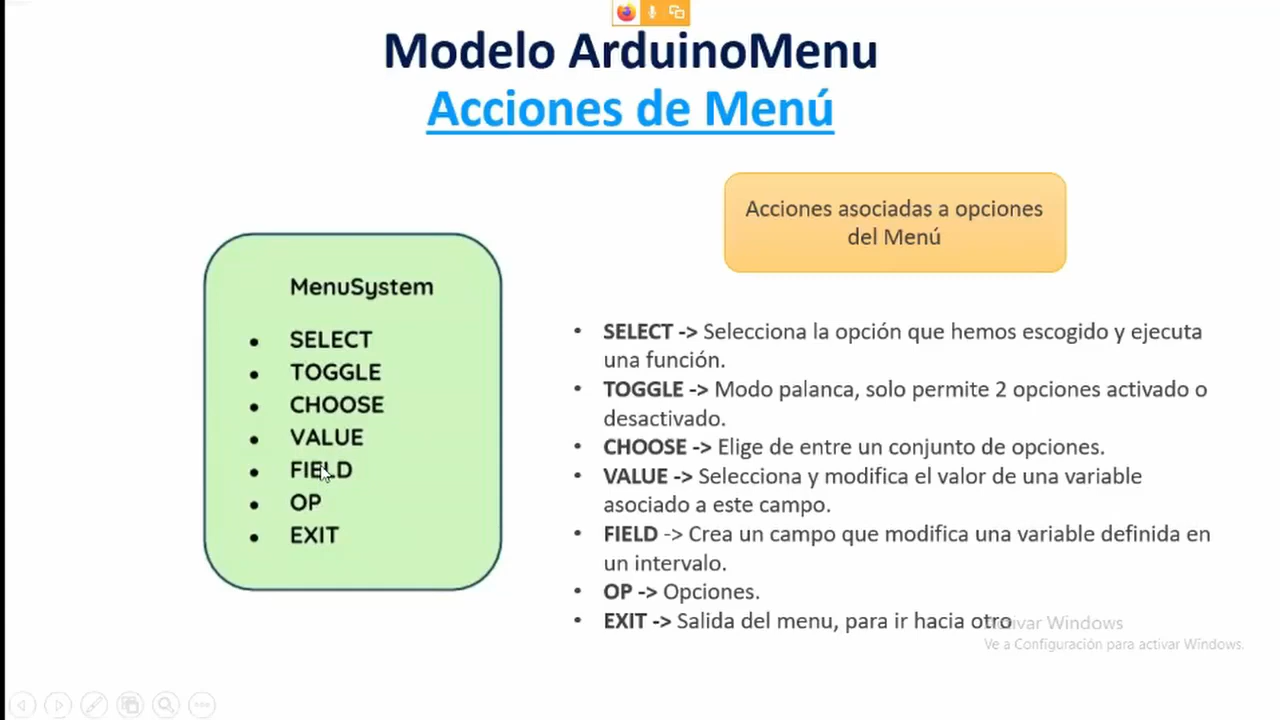 Modelo ArduinoMenu
Acciones de Menú
Acciones asociadas a opciones
del Menú
MenuSystem
• SELECT
• TOGGLE
• CHOOSE
• VALUE
• FIELD
• OP
• EXIT
• SELECT -> Selecciona la opción que hemos escogido y ejecuta
una función.
• TOGGLE -> Modo palanca, solo permite 2 opciones activado o
desactivado.
• CHOOSE -> Elige de entre un conjunto de opciones.
• VALUE -> Selecciona y modifica el valor de una variable
asociado a este campo.
• FIELD -> Crea un campo que modifica una variable definida en
un intervalo.
• OP -> Opciones.
• EXIT -> Salida del menu, para ir hacia otro
Activar Windows
Ve a Configuración para activar Windows.